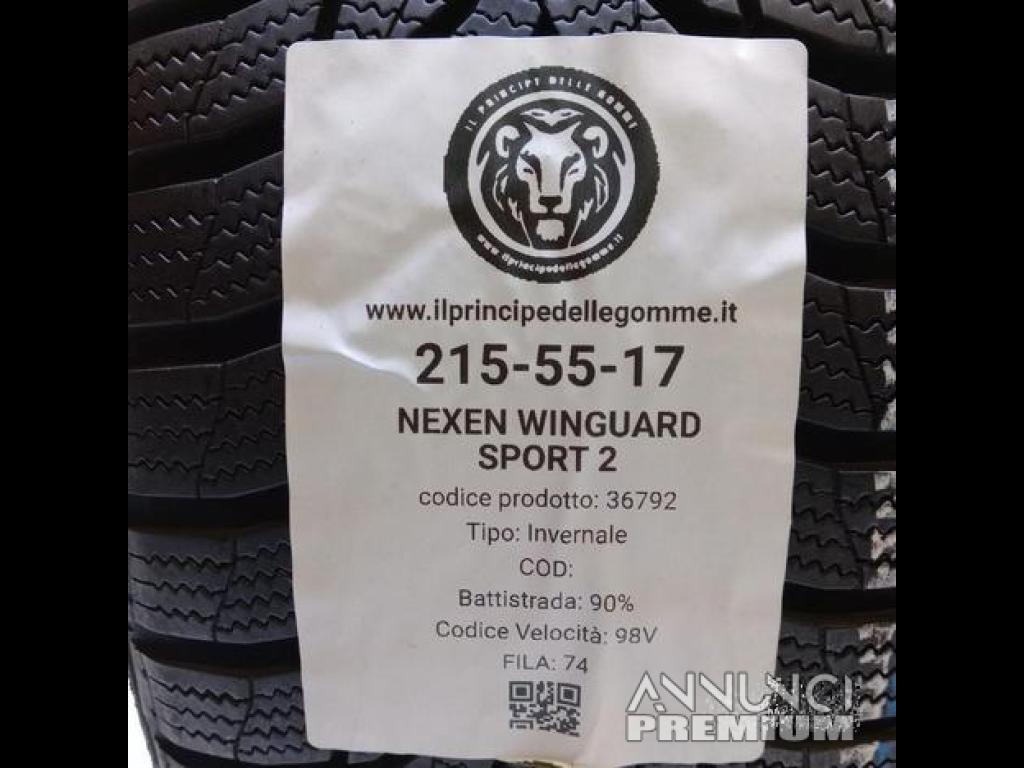 IL PRINCIPE DELLE GOMME
www.ilprincipedellegomme.it
www.ilprincipedellegomme.it
215-55-17
NEXEN WINGUARD
SPORT 2
codice prodotto: 36792
Tipo: Invernale
COD:
Battistrada: 90%
Codice Velocità: 98V
FILA: 74
ANNUNCI
PREMIUM